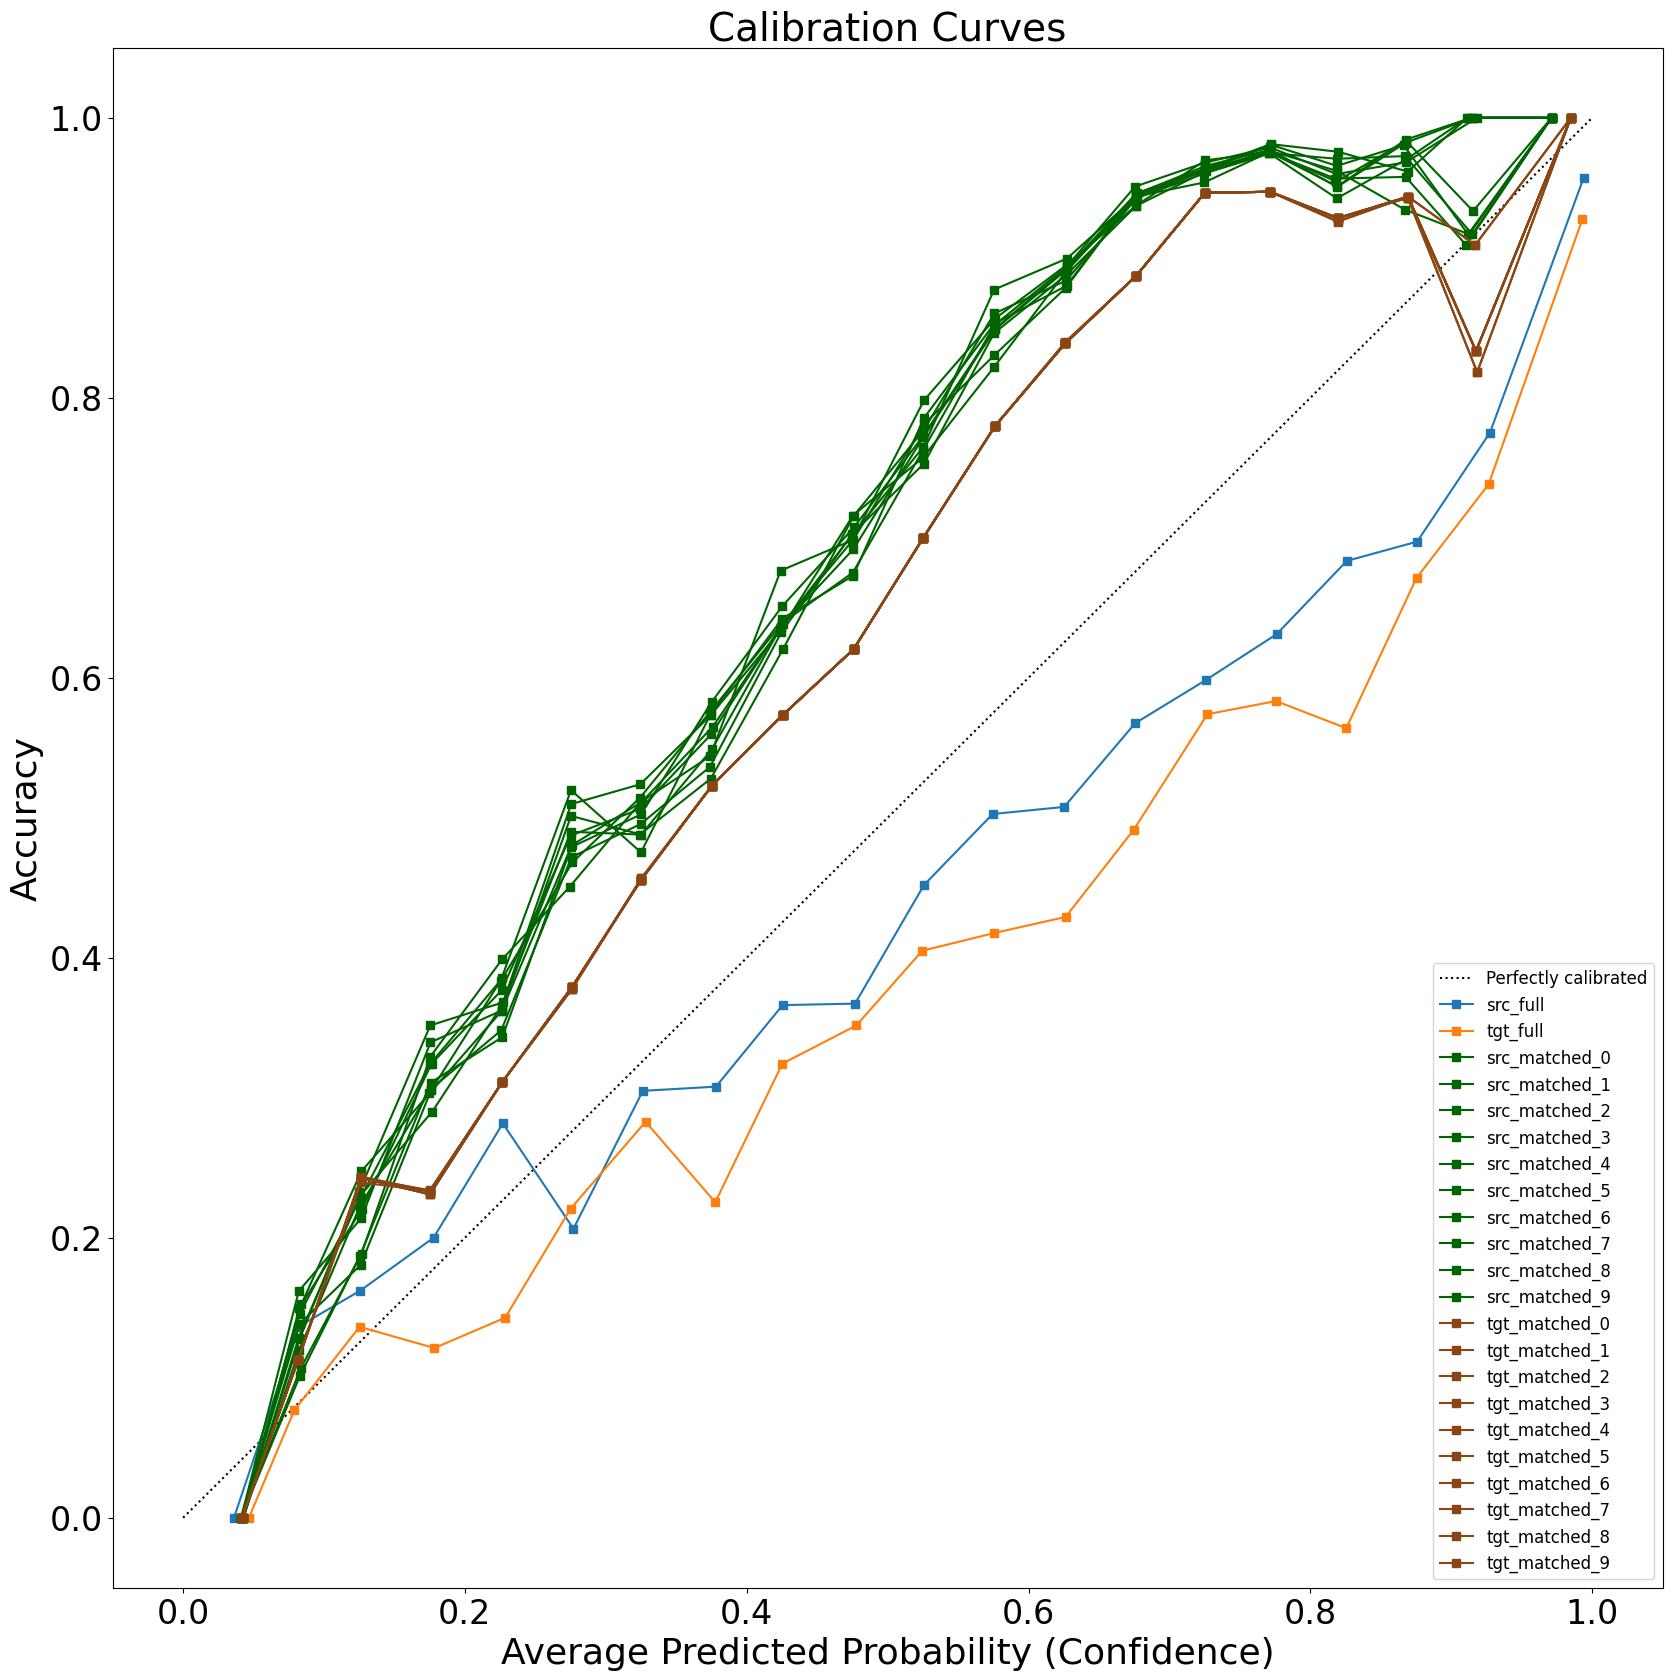 Calibration Curves
1.0
0.8
0.6
0.4
0.2
0.0
Accuracy
0.0 0.2 0.4 0.6 0.8 1.0
Average Predicted Probability (Confidence)
Perfectly calibrated
src_full
tgt_full
src_matched_0
src_matched_1
src_matched_2
src_matched_3
src_matched_4
src_matched_5
src_matched_6
src_matched_7
src_matched_8
src_matched_9
tgt_matched_0
tgt_matched_1
tgt_matched_2
tgt_matched_3
tgt_matched_4
tgt_matched_5
tgt_matched_6
tgt_matched_7
tgt_matched_8
tgt_matched_9